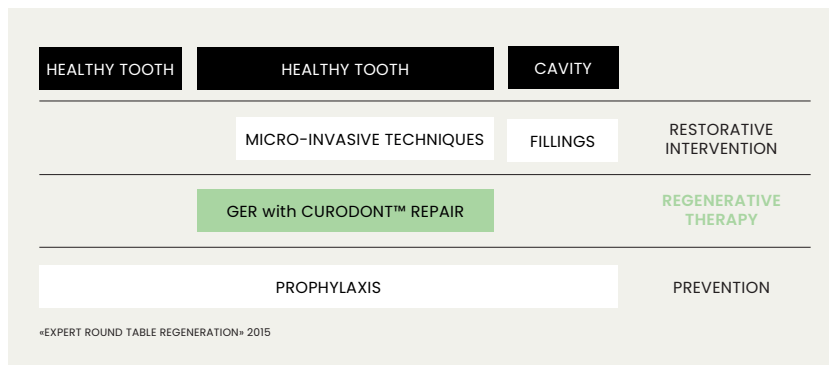 HEALTHY TOOTH
HEALTHY TOOTH
CAVITY
MICRO-INVASIVE TECHNIQUES
FILLINGS
RESTORATIVE
INTERVENTION
GER with CURODONT™ REPAIR
REGENERATIVE
THERAPY
PROPHYLAXIS
PREVENTION
«EXPERT ROUND TABLE REGENERATION» 2015